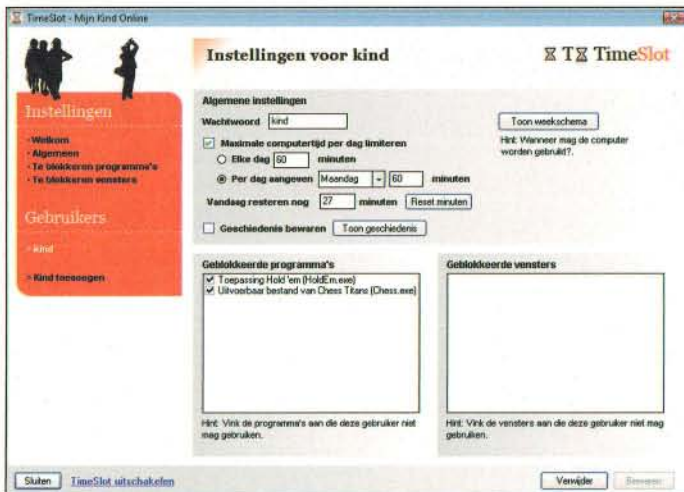 TimeSlot - Mijn Kind Online
Instellingen
- Welkom
- Algemeen
- Te blokkeren programma's
- Te blokkeren vensters
Gebruikers
> kind
> Kind toevoegen
Instellingen voor kind
TimeSlot
Algemene instellingen
Wachtwoord kind
Maximale computertijd per dag limiteren
Elke dag 60 minuten
Per dag aangeven Maandag 60 minuten
Vandaag resteren nog 27 minuten Reset minuten
Geschiedenis bewaren Toon geschiedenis
Toon weekschema
Hint: Wanneer mag de computer
worden gebruikt?.
Geblokkeerde programma's
Toepassing Hold 'em (HoldEm.exe)
Uitvoerbaar bestand van Chess Titans (Chess.exe)
Hint: Vink de programma's aan die deze gebruiker niet
mag gebruiken.
Geblokkeerde vensters
Hint: Vink de vensters aan die deze gebruiker niet mag
gebruiken.
Sluiten TimeSlot uitschakelen Verwijder Bewaren